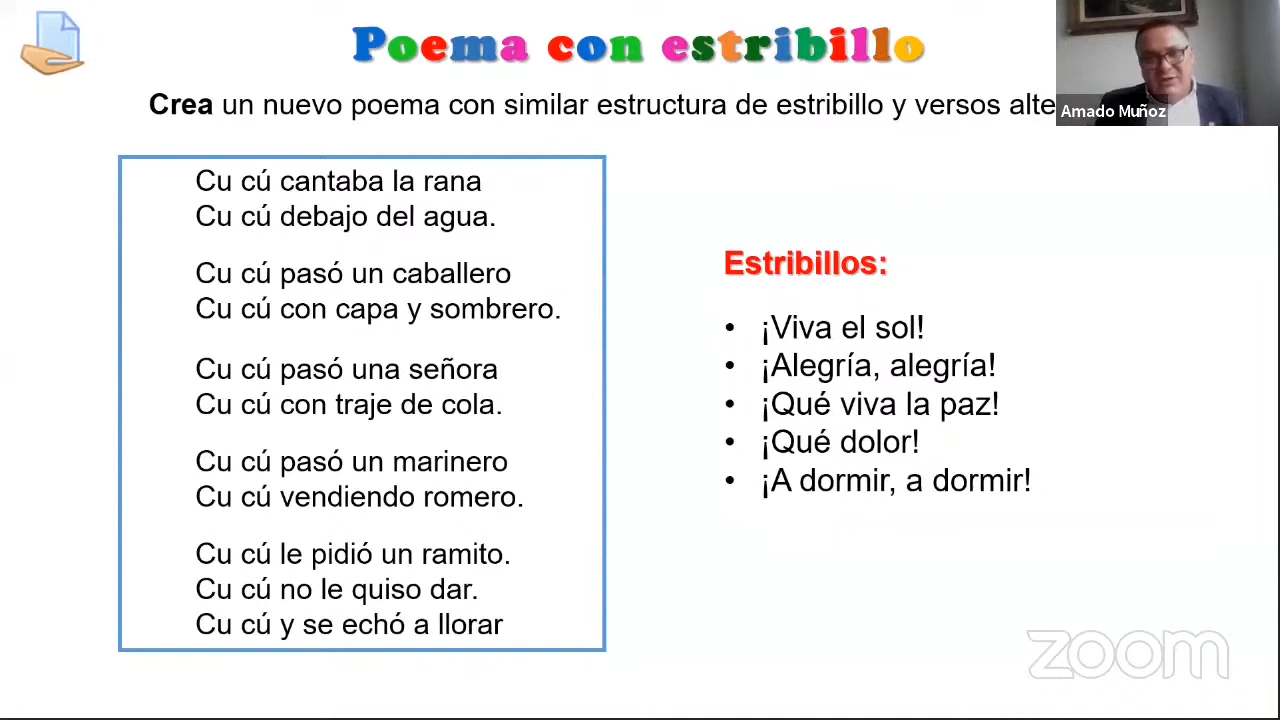 Poema con estribillo
Crea un nuevo poema con similar estructura de estribillo y versos
Amado Muñoz
Cu cú cantaba la rana
Cu cú debajo del agua.
Cu cú pasó un caballero
Cu cú con capa y sombrero.
Cu cú pasó una señora
Cu cú con traje de cola.
Cu cú pasó un marinero
Cu cú vendiendo romero.
Cu cú le pidió un ramito.
Cu cú no le quiso dar.
Cu cú y se echó a llorar
Estribillos:
• ¡Viva el sol!
• ¡Alegría, alegría!
• ¡Qué viva la paz!
• ¡Qué dolor!
• ¡A dormir, a dormir!
zoom